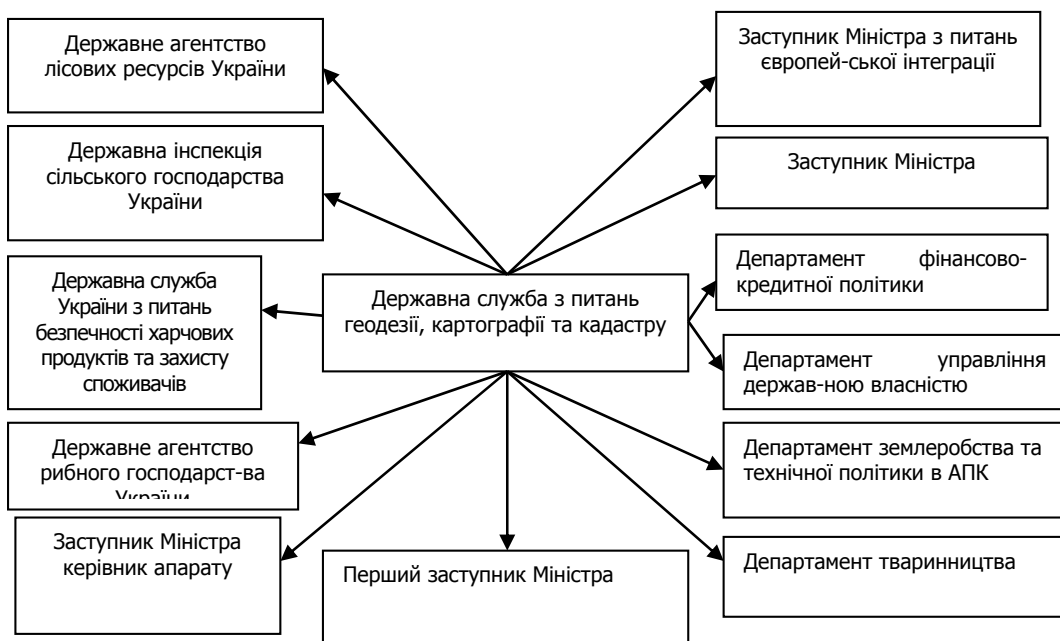 Державне агентство
лісових ресурсів України
Державна інспекція
сільського господарства
України
Державна служба
України з питань
безпечності харчових
продуктів та захисту
споживачів
Державне агентство
рибного господарст-ва
України
Заступник Міністра
керівник апарату
Державна служба з питань
геодезії, картографії та кадастру
Перший заступник Міністра
Заступник Міністра з питань
європей-ської інтеграції
Заступник Міністра
Департамент фінансово-
кредитної політики
Департамент управління
держав-ною власністю
Департамент землеробства та
технічної політики в АПК
Департамент тваринництва